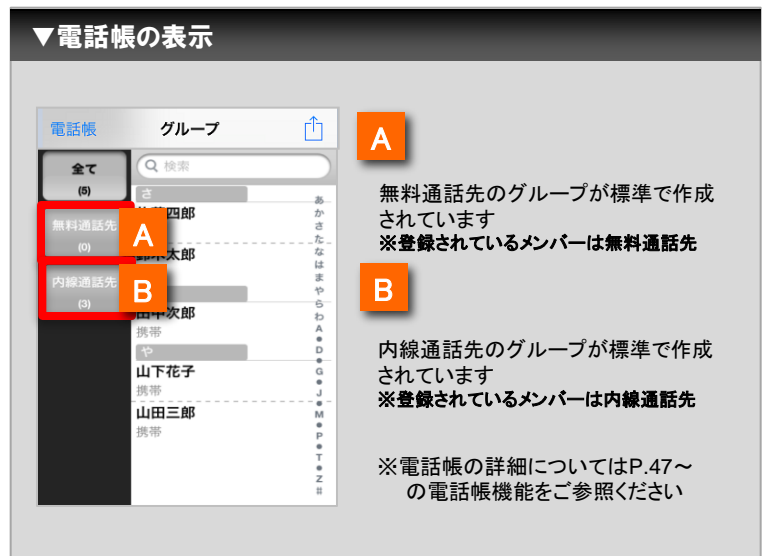 ▼電話帳の表示
電話帳
グループ
全て
(5)
検索
さ
四郎
無料通話先
(0)
A
太郎
内線通話先
(3)
B
田中次郎
携帯
や
山下花子
携帯
山田三郎
携帯
あ
か
さ
た
な
は
ま
や
ら
わ
A
●
D
●
G
●
J
●
M
●
P
●
T
●
Z
#
A
無料通話先のグループが標準で作成
されています
※登録されているメンバーは無料通話先
B
内線通話先のグループが標準で作成
されています
※登録されているメンバーは内線通話先
※電話帳の詳細についてはP.47～
の電話帳機能をご参照ください